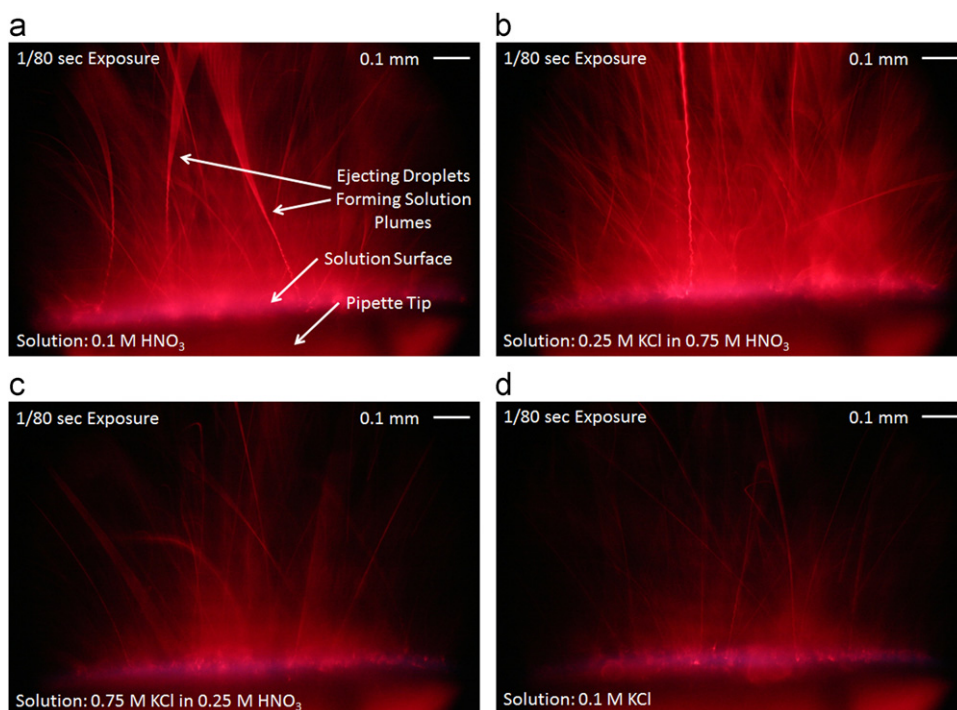 a
1/80 sec Exposure
0.1 mm
Ejecting Droplets
Forming Solution
Plumes
Solution Surface
Pipette Tip
Solution: 0.1 M HNO₃
b
1/80 sec Exposure
0.1 mm
Solution: 0.25 M KCl in 0.75 M HNO₃
c
1/80 sec Exposure
0.1 mm
Solution: 0.75 M KCl in 0.25 M HNO₃
d
1/80 sec Exposure
0.1 mm
Solution: 0.1 M KCl